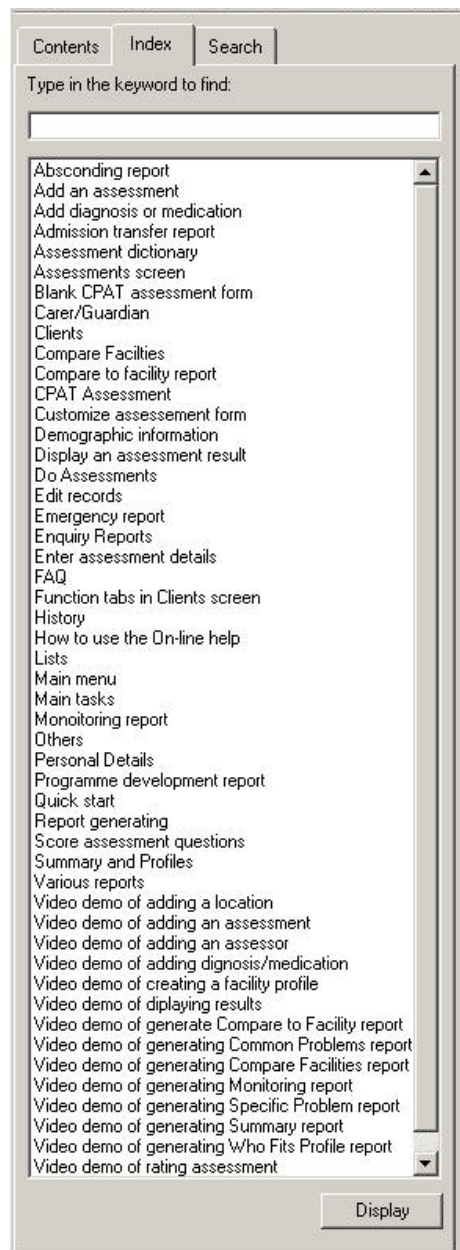 Contents Index Search
Type in the keyword to find:
Absconding report
Add an assessment
Add diagnosis or medication
Admission transfer report
Assessment dictionary
Assessments screen
Blank CPAT assessment form
Carer/Guardian
Clients
Compare Facilties
Compare to facility report
CPAT Assessment
Customize assessement form
Demographic information
Display an assessment result
Do Assessments
Edit records
Emergency report
Enquiry Reports
Enter assessment details
FAQ
Function tabs in Clients screen
History
How to use the On-line help
Lists
Main menu
Main tasks
Monoitoring report
Others
Personal Details
Programme development report
Quick start
Report generating
Score assessment questions
Summary and Profiles
Various reports
Video demo of adding a location
Video demo of adding an assessment
Video demo of adding an assessor
Video demo of adding dignosis/medication
Video demo of creating a facility profile
Video demo of diplaying results
Video demo of generate Compare to Facility report
Video demo of generating Common Problems report
Video demo of generating Compare Facilities report
Video demo of generating Monitoring report
Video demo of generating Specific Problem report
Video demo of generating Summary report
Video demo of generating Who Fits Profile report
Video demo of rating assessment
Display